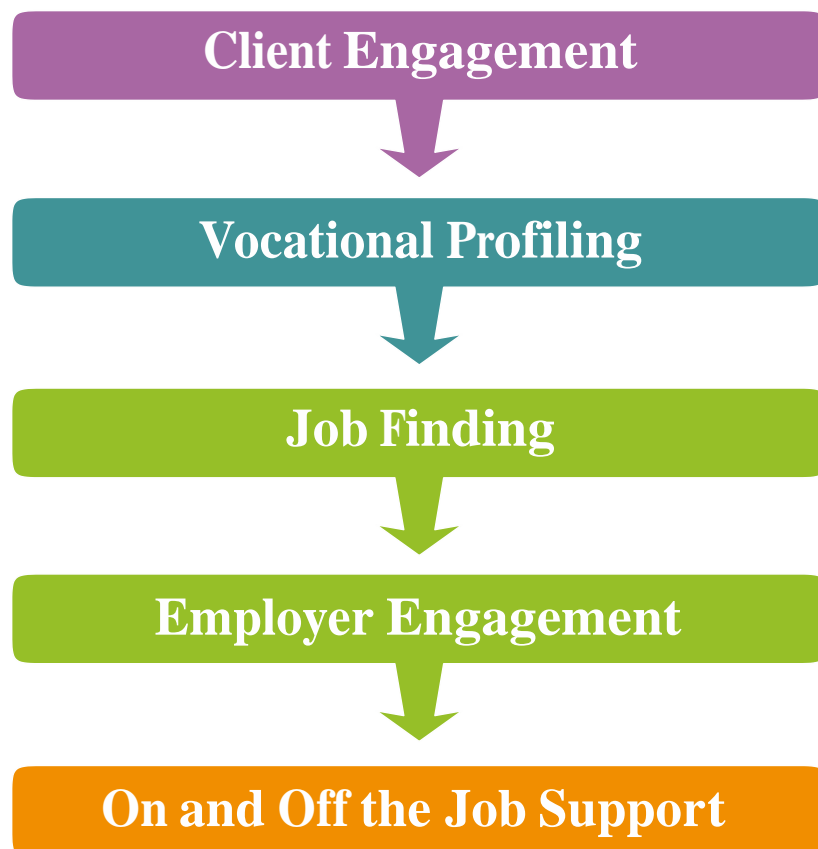 Client Engagement
Vocational Profiling
Job Finding
Employer Engagement
On and Off the Job Support